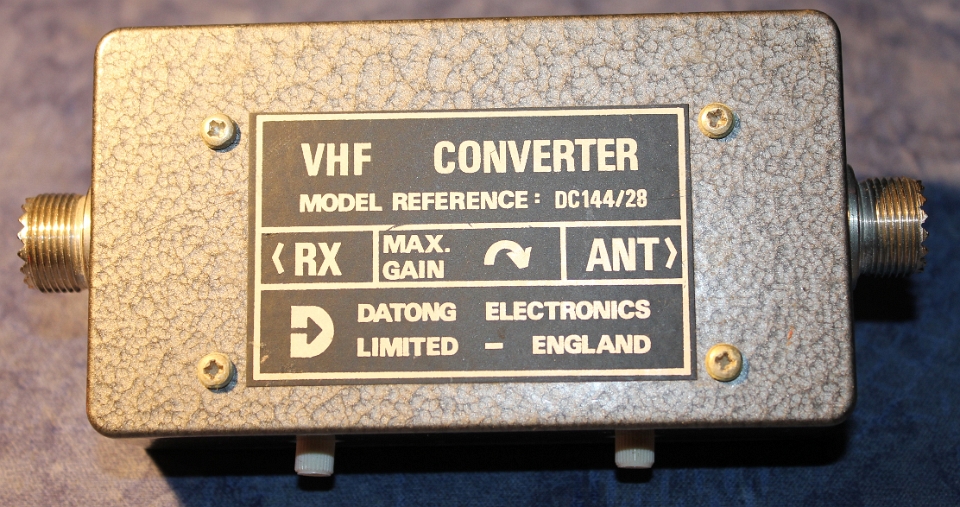 VHF CONVERTER
MODEL REFERENCE: DC144/28
<RX
MAX.
GAIN
ANT>
DATONG ELECTRONICS
LIMITED – ENGLAND